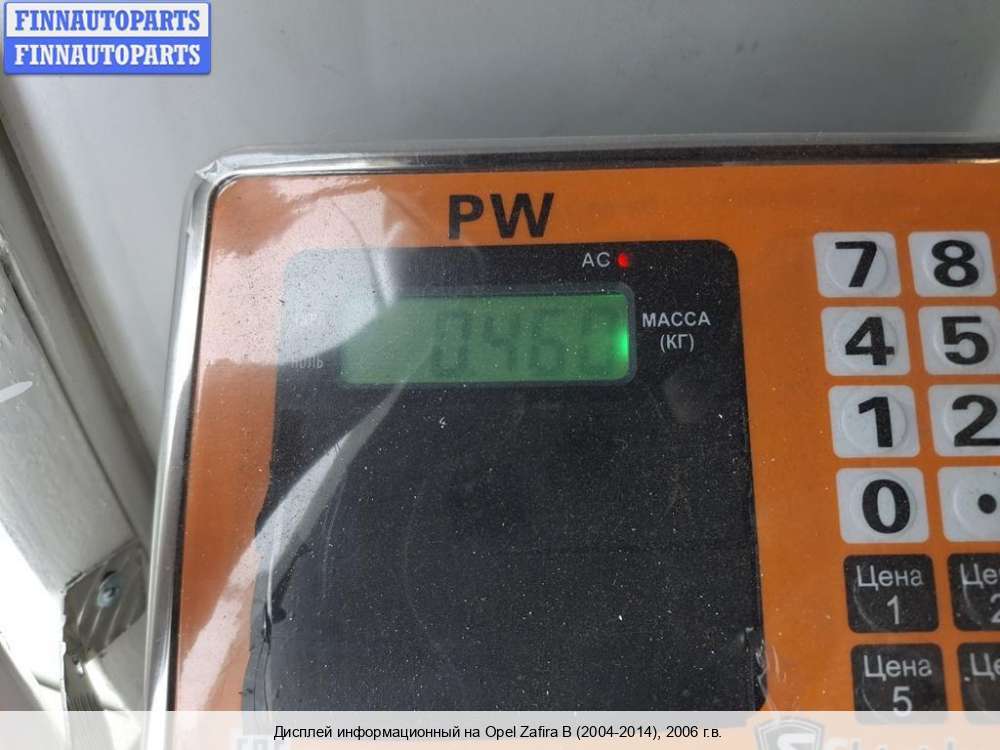 FINNAUTOPARTS
FINNAUTOPARTS
PW
AC
МАССА
(КГ)
НОЛЬ
7 8
4 5
1 2
0 .
Цена
1
Цена
5
Дисплей информационный на Opel Zafira B (2004-2014), 2006 г.в.